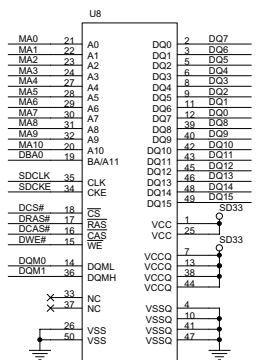 U8
MA0 21 A0 DQ0 2 DQ7
MA1 22 A1 DQ1 3 DQ6
MA2 23 A2 DQ2 5 DQ5
MA3 24 A3 DQ3 6 DQ4
MA4 27 A4 DQ4 8 DQ3
MA5 28 A5 DQ5 9 DQ2
MA6 29 A6 DQ6 11 DQ1
MA7 30 A7 DQ7 12 DQ0
MA8 31 A8 DQ8 39 DQ8
MA9 32 A9 DQ9 40 DQ9
MA10 20 A10 DQ10 42 DQ10
DBA0 19 BA/A11 DQ11 43 DQ11
DQ12 45 DQ12
SDCLK 35 CLK DQ13 46 DQ13
SDCKE 34 CKE DQ14 48 DQ14
DQ15 49 DQ15
SD33
DCS# 18 CS
DRAS# 17 RAS VCC 1
DCAS# 16 CAS VCC 25
DWE# 15 WE
SD33
VCCQ 7
DQM0 14 DQML VCCQ 13
DQM1 36 DQMH VCCQ 38
VCCQ 44
33 NC
37 NC VSSQ 4
VSSQ 10
26 VSS VSSQ 41
50 VSS VSSQ 47